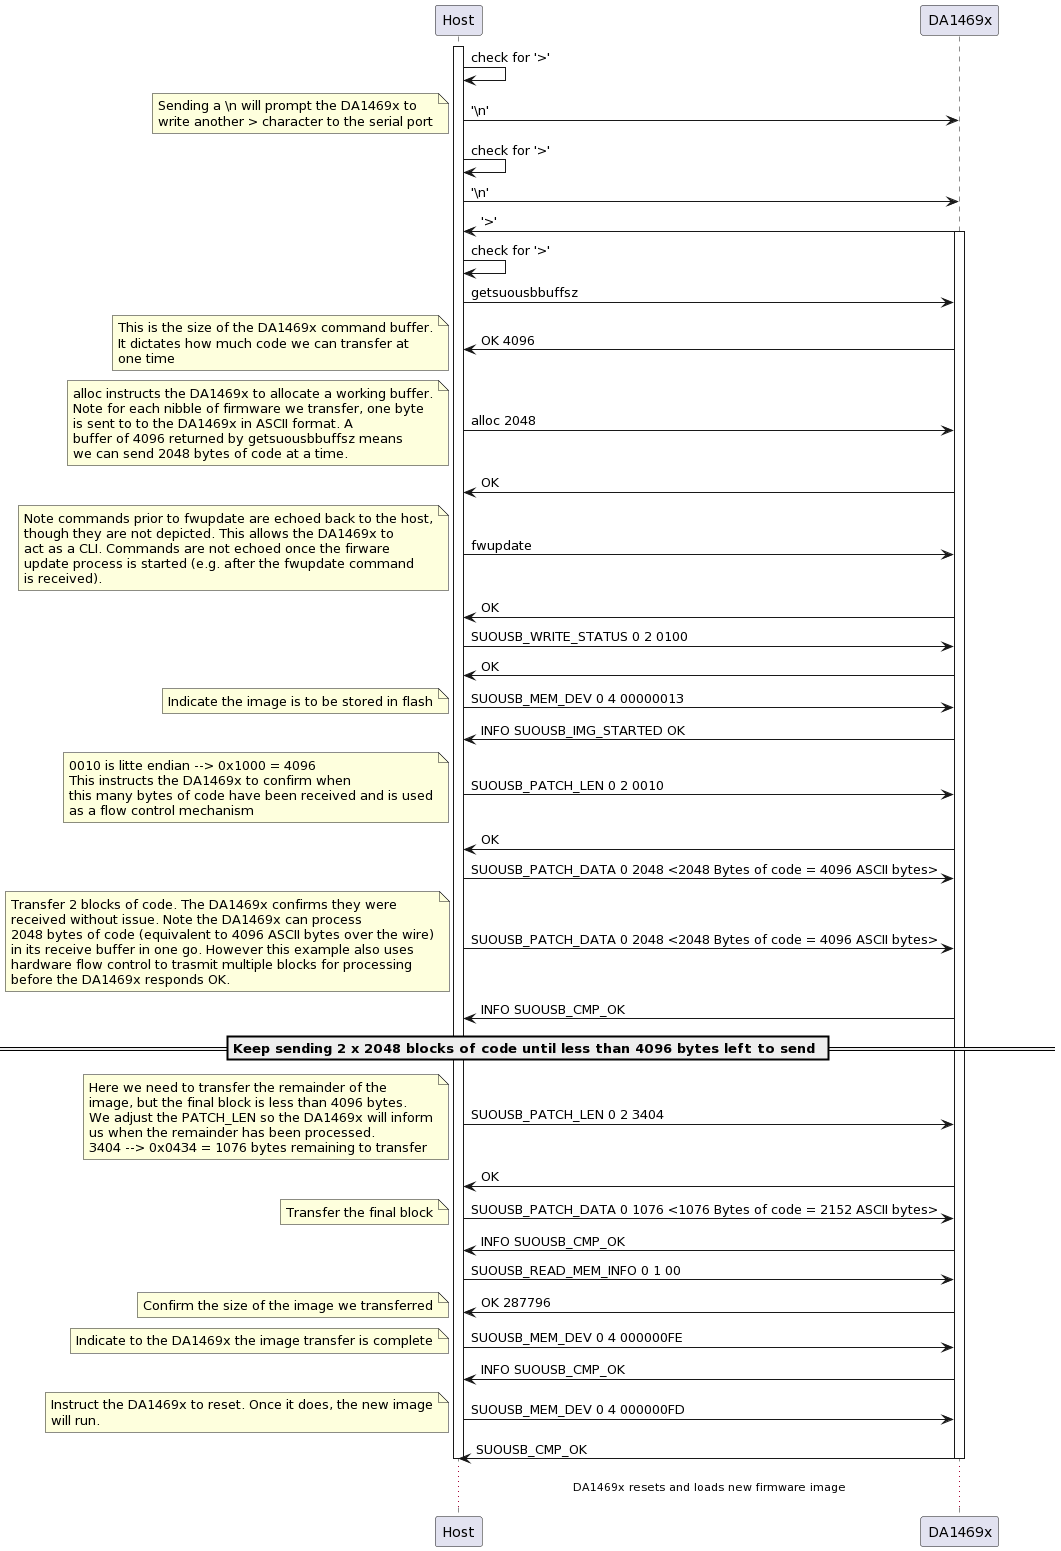 Host
DA1469x
check for '>'
Sending a \n will prompt the DA1469x to
write another > character to the serial port
'\n'
check for '>'
'\n'
'>'
check for '>'
getsuousbbuffsz
This is the size of the DA1469x command buffer.
It dictates how much code we can transfer at
one time
OK 4096
alloc instructs the DA1469x to allocate a working buffer.
Note for each nibble of firmware we transfer, one byte
is sent to to the DA1469x in ASCII format. A
buffer of 4096 returned by getsuousbbuffsz means
we can send 2048 bytes of code at a time.
alloc 2048
OK
Note commands prior to fwupdate are echoed back to the host,
though they are not depicted. This allows the DA1469x to
act as a CLI. Commands are not echoed once the firware
update process is started (e.g. after the fwupdate command
is received).
fwupdate
OK
SUOUSB_WRITE_STATUS 0 2 0100
OK
Indicate the image is to be stored in flash
SUOUSB_MEM_DEV 0 4 00000013
INFO SUOUSB_IMG_STARTED OK
0010 is litte endian --> 0x1000 = 4096
This instructs the DA1469x to confirm when
this many bytes of code have been received and is used
as a flow control mechanism
SUOUSB_PATCH_LEN 0 2 0010
OK
SUOUSB_PATCH_DATA 0 2048 <2048 Bytes of code = 4096 ASCII bytes>
Transfer 2 blocks of code. The DA1469x confirms they were
received without issue. Note the DA1469x can process
2048 bytes of code (equivalent to 4096 ASCII bytes over the wire)
in its receive buffer in one go. However this example also uses
hardware flow control to trasmit multiple blocks for processing
before the DA1469x responds OK.
SUOUSB_PATCH_DATA 0 2048 <2048 Bytes of code = 4096 ASCII bytes>
INFO SUOUSB_CMP_OK
Keep sending 2 x 2048 blocks of code until less than 4096 bytes left to send
Here we need to transfer the remainder of the
image, but the final block is less than 4096 bytes.
We adjust the PATCH_LEN so the DA1469x will inform
us when the remainder has been processed.
3404 --> 0x0434 = 1076 bytes remaining to transfer
SUOUSB_PATCH_LEN 0 2 3404
OK
Transfer the final block
SUOUSB_PATCH_DATA 0 1076 <1076 Bytes of code = 2152 ASCII bytes>
INFO SUOUSB_CMP_OK
SUOUSB_READ_MEM_INFO 0 1 00
Confirm the size of the image we transferred
OK 287796
Indicate to the DA1469x the image transfer is complete
SUOUSB_MEM_DEV 0 4 000000FE
INFO SUOUSB_CMP_OK
Instruct the DA1469x to reset. Once it does, the new image
will run.
SUOUSB_MEM_DEV 0 4 000000FD
SUOUSB_CMP_OK
DA1469x resets and loads new firmware image
Host
DA1469x